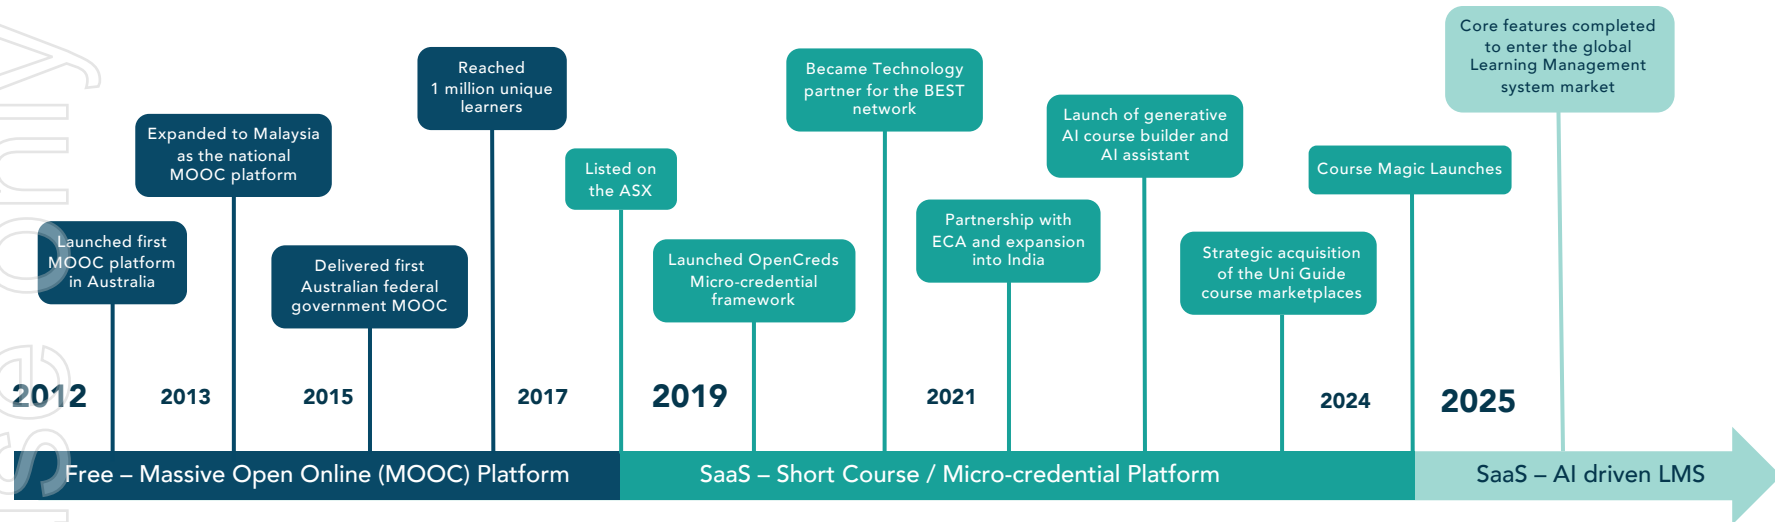 Core features completed
to enter the global
Learning Management
system market
Reached
1 million unique
learners
Became Technology
partner for the BEST
network
Launch of generative
AI course builder and
AI assistant
Expanded to Malaysia
as the national
MOOC platform
Listed on
the ASX
Course Magic Launches
Launched first
MOOC platform
in Australia
Delivered first
Australian federal
government MOOC
Launched OpenCreds
Micro-credential
framework
Partnership with
ECA and expansion
into India
Strategic acquisition
of the Uni Guide
course marketplaces
2012
2013
2015
2017
2019
2021
2024
2025
Free – Massive Open Online (MOOC) Platform
SaaS – Short Course / Micro-credential Platform
SaaS – AI driven LMS
use only